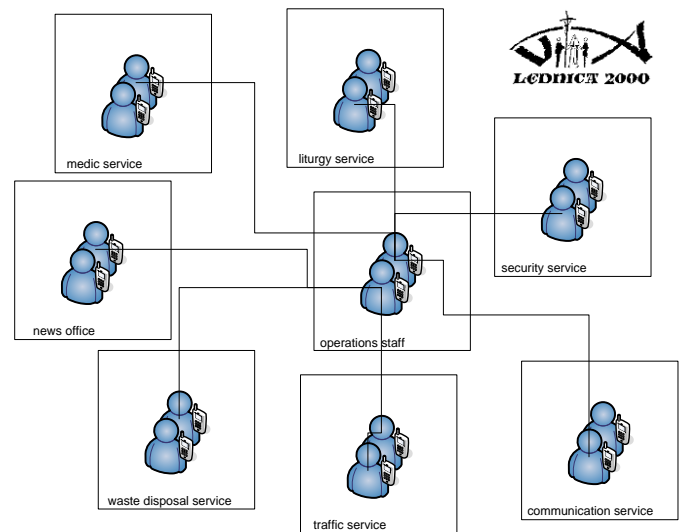 LEDNICA 2000
medic service
liturgy service
security service
news office
operations staff
waste disposal service
traffic service
communication service